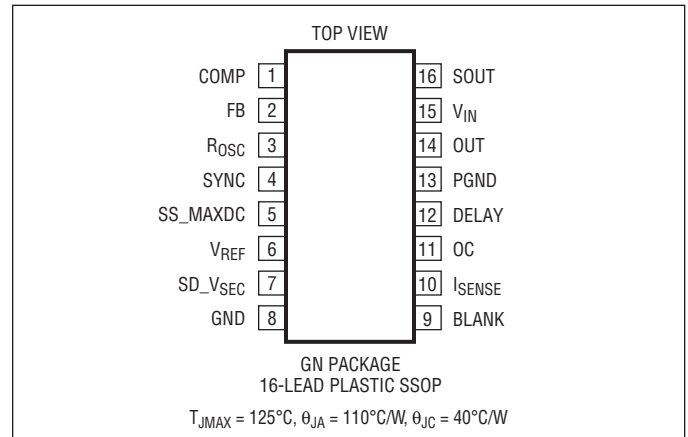 TOP VIEW
COMP 1
FB 2
ROSC 3
SYNC 4
SS_MAXDC 5
VREF 6
SD_VSEC 7
GND 8
16 SOUT
15 VIN
14 OUT
13 PGND
12 DELAY
11 OC
10 ISENSE
9 BLANK
GN PACKAGE
16-LEAD PLASTIC SSOP
TJMAX = 125°C, θJA = 110°C/W, θJC = 40°C/W